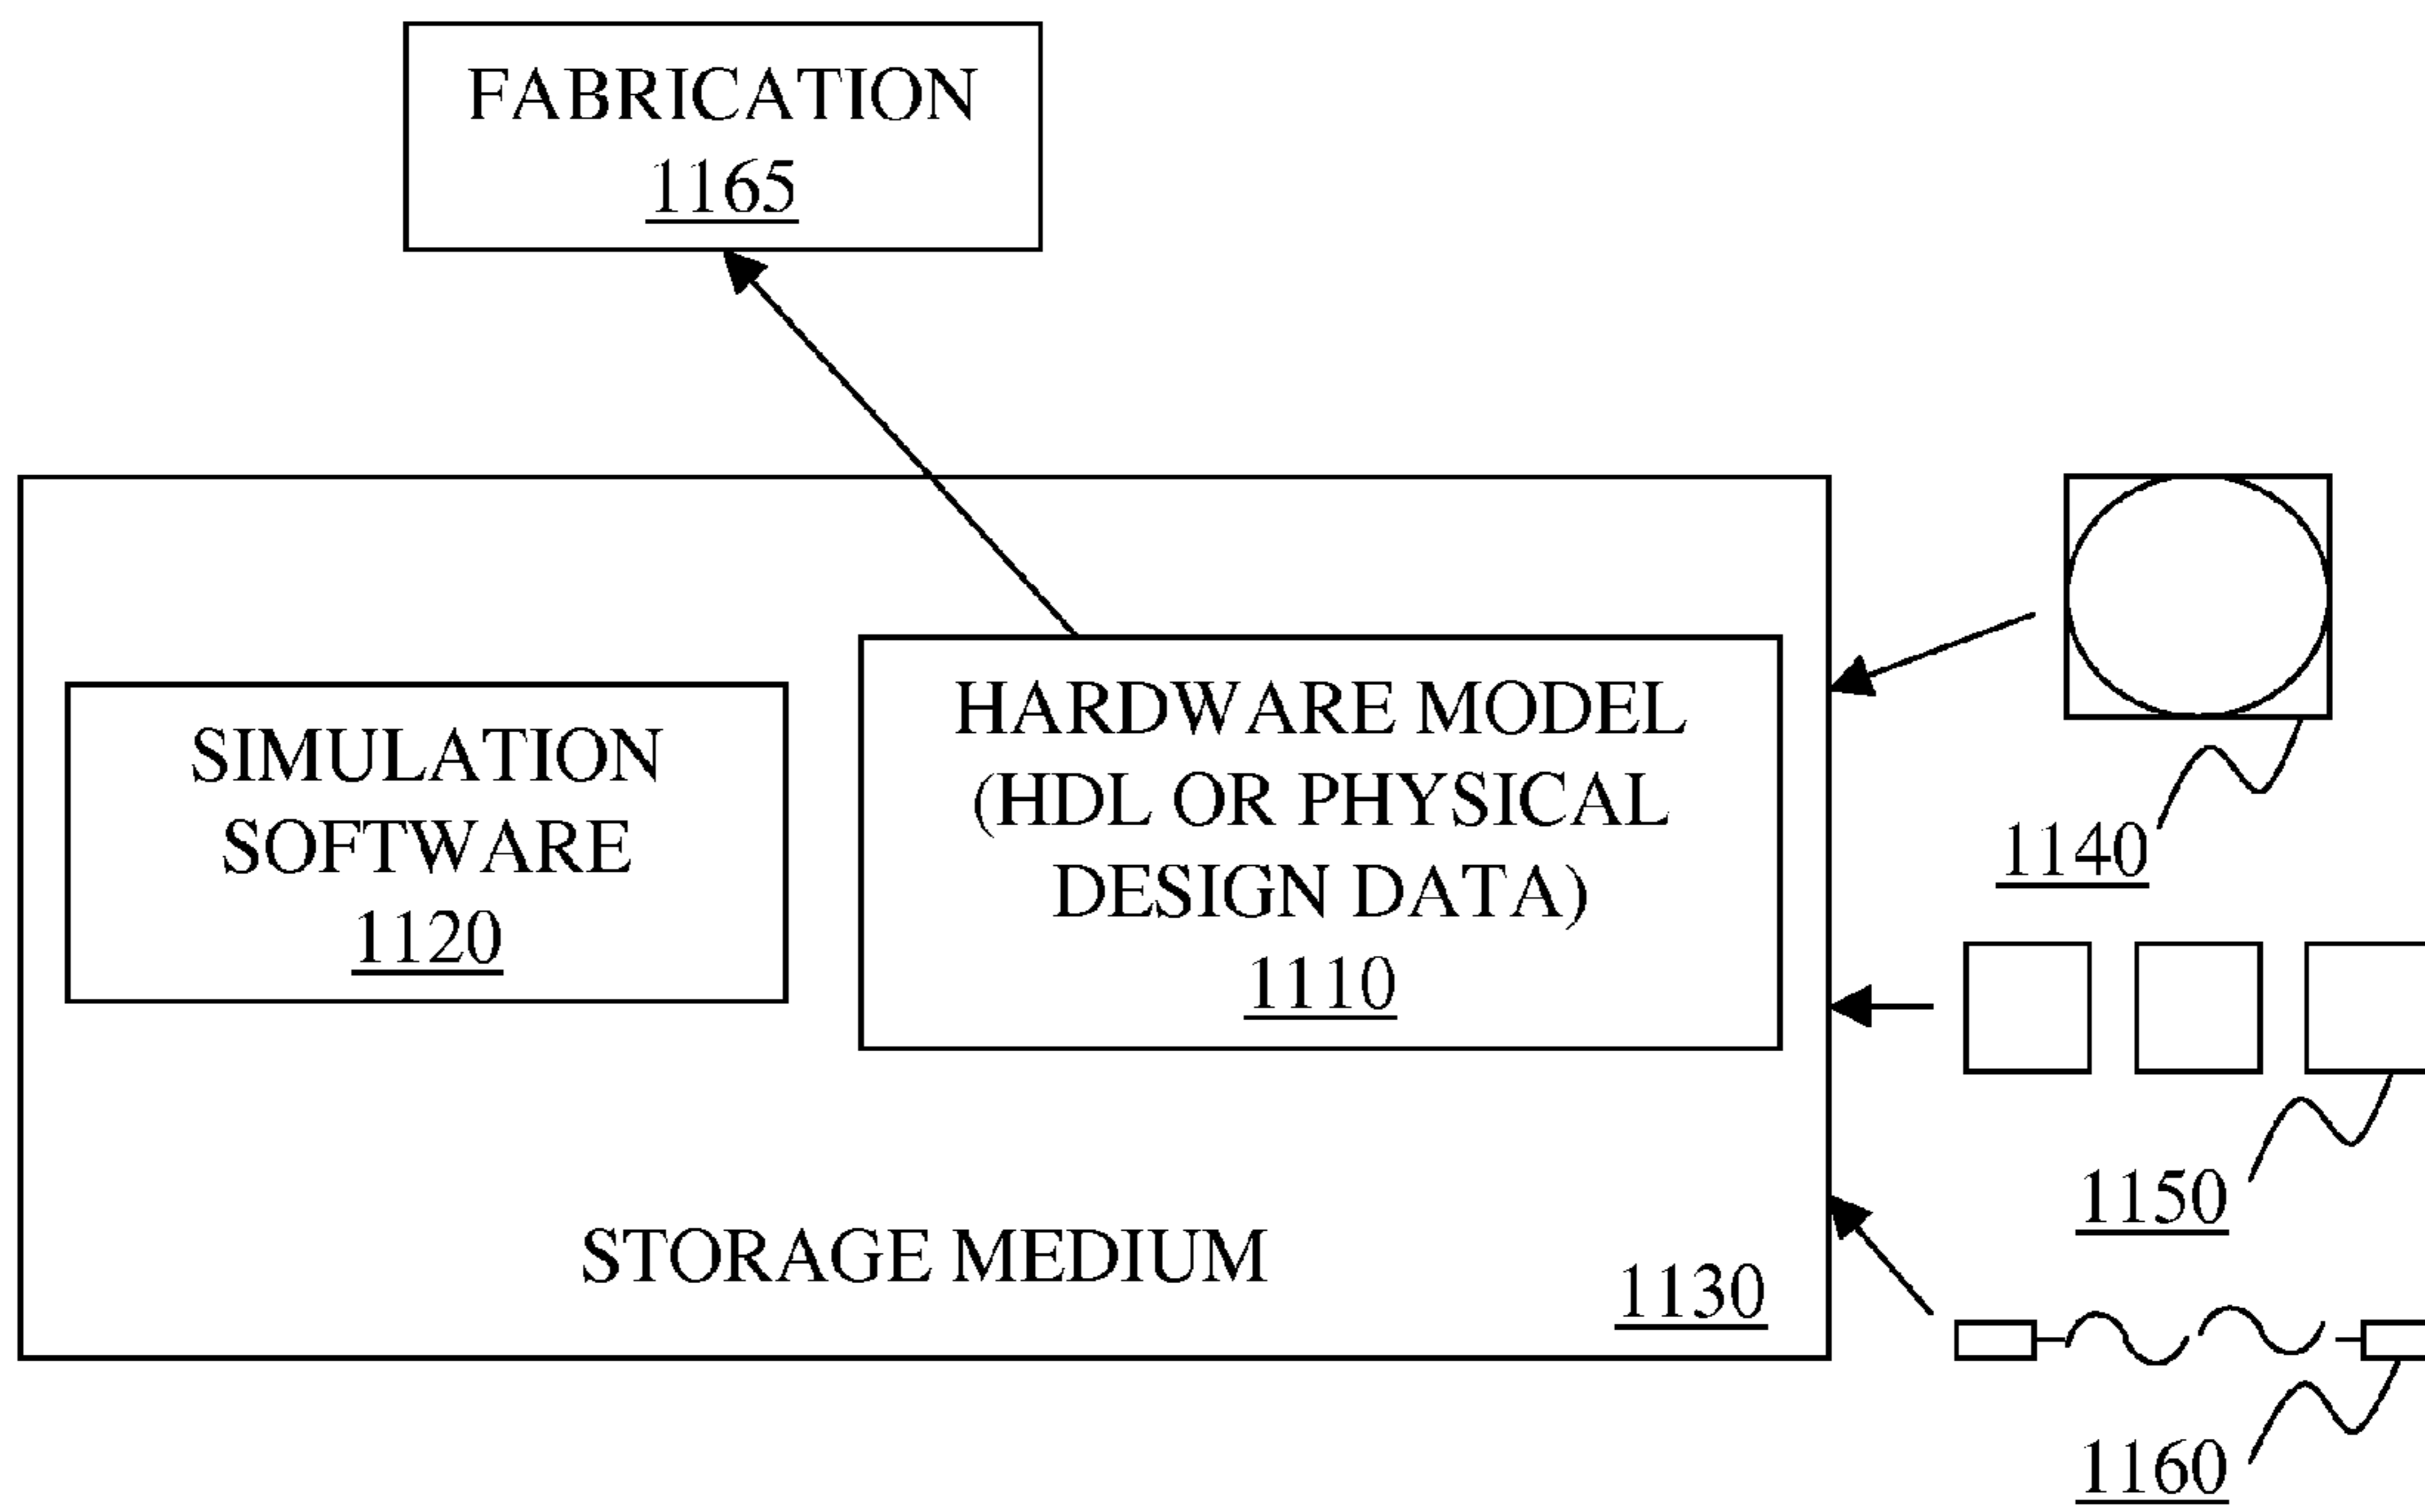 FABRICATION
1165
SIMULATION
SOFTWARE
1120
HARDWARE MODEL
(HDL OR PHYSICAL
DESIGN DATA)
1110
STORAGE MEDIUM
1130
1140
1150
1160